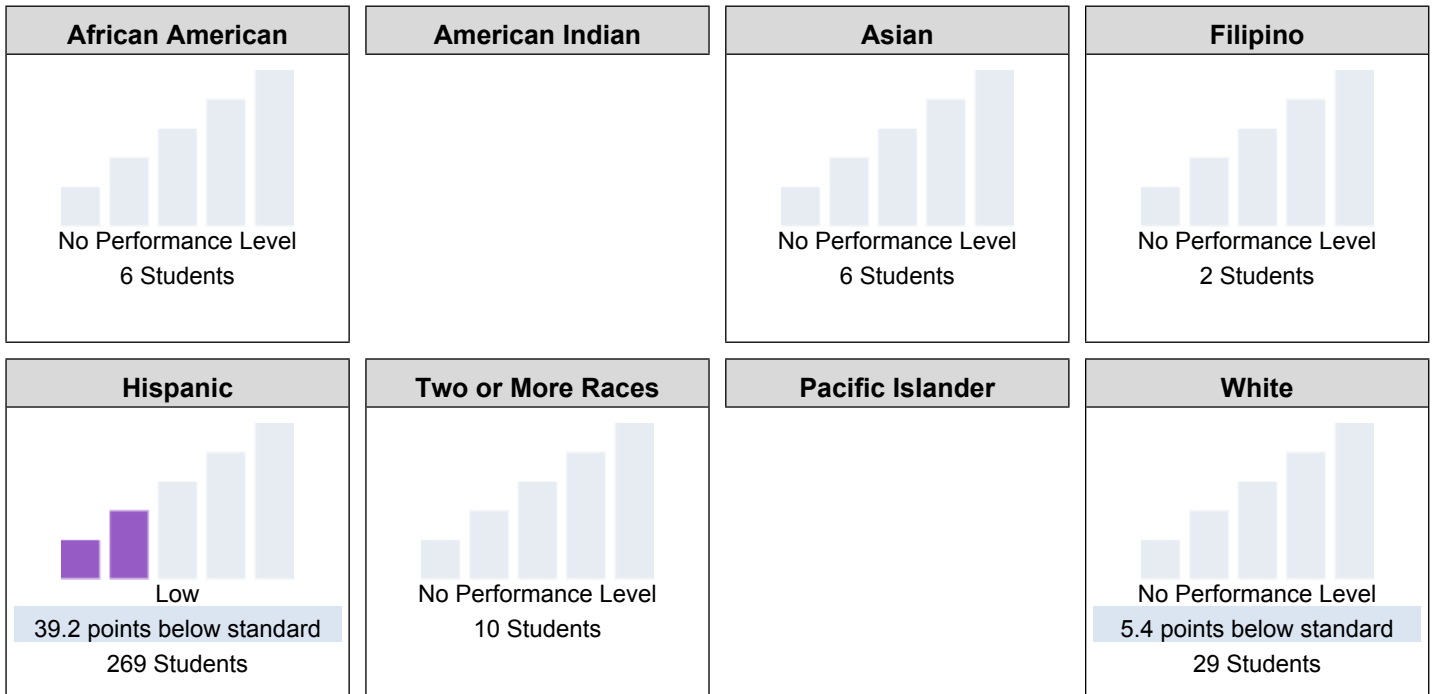 African American
No Performance Level
6 Students
American Indian
Asian
No Performance Level
6 Students
Filipino
No Performance Level
2 Students
Hispanic
Low
39.2 points below standard
269 Students
Two or More Races
No Performance Level
10 Students
Pacific Islander
White
No Performance Level
5.4 points below standard
29 Students